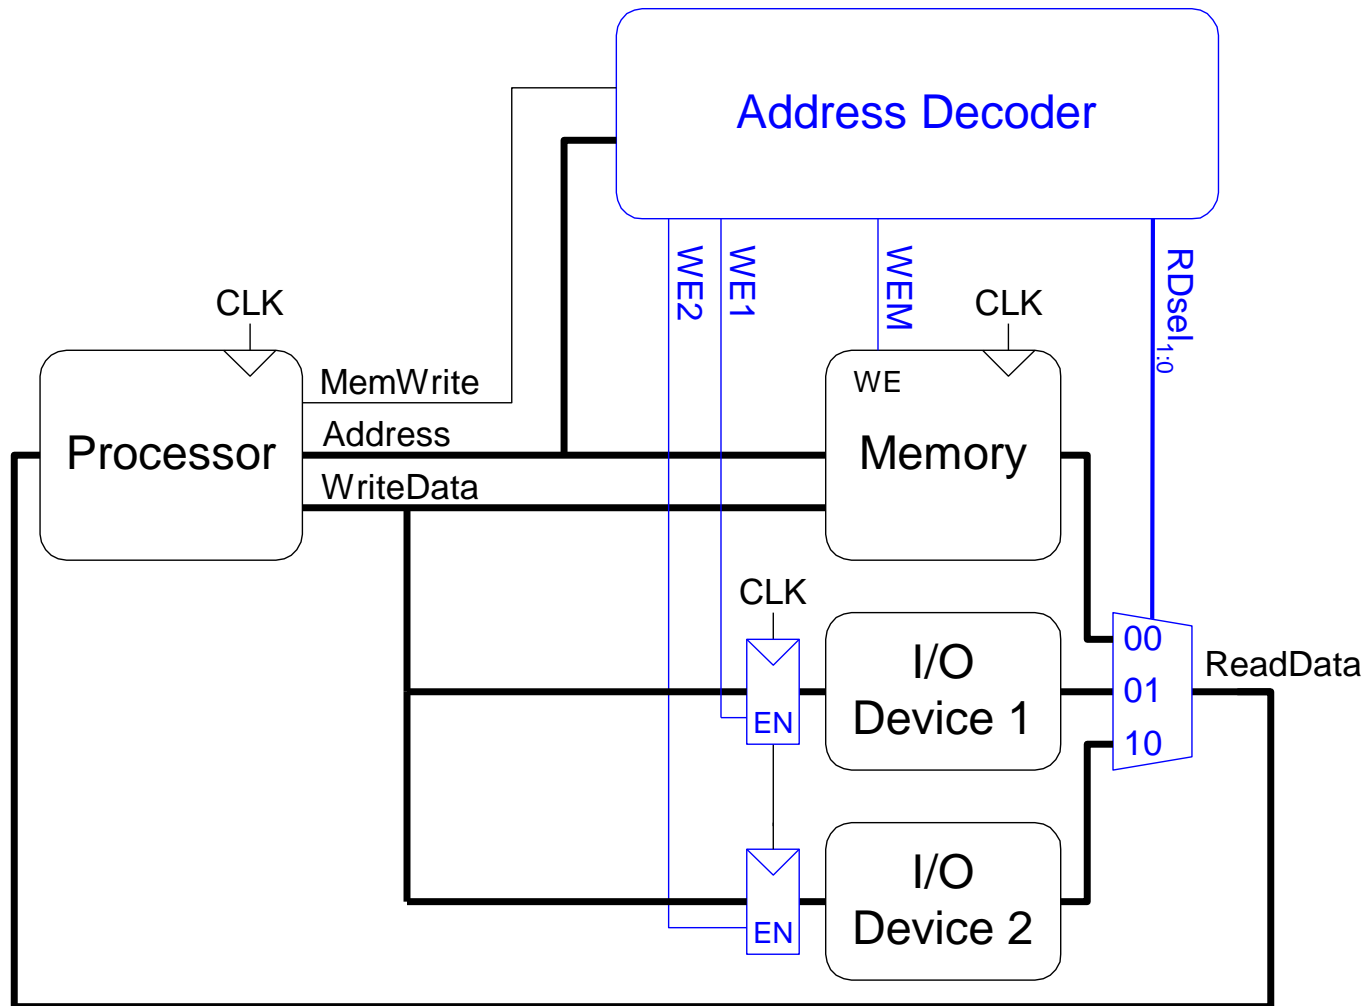 Address Decoder
WE2
WE1
WEM
RDsel1:0
CLK
CLK
MemWrite
WE
Address
Processor
Memory
WriteData
CLK
I/O
Device 1
EN
00
01
10
ReadData
I/O
Device 2
EN